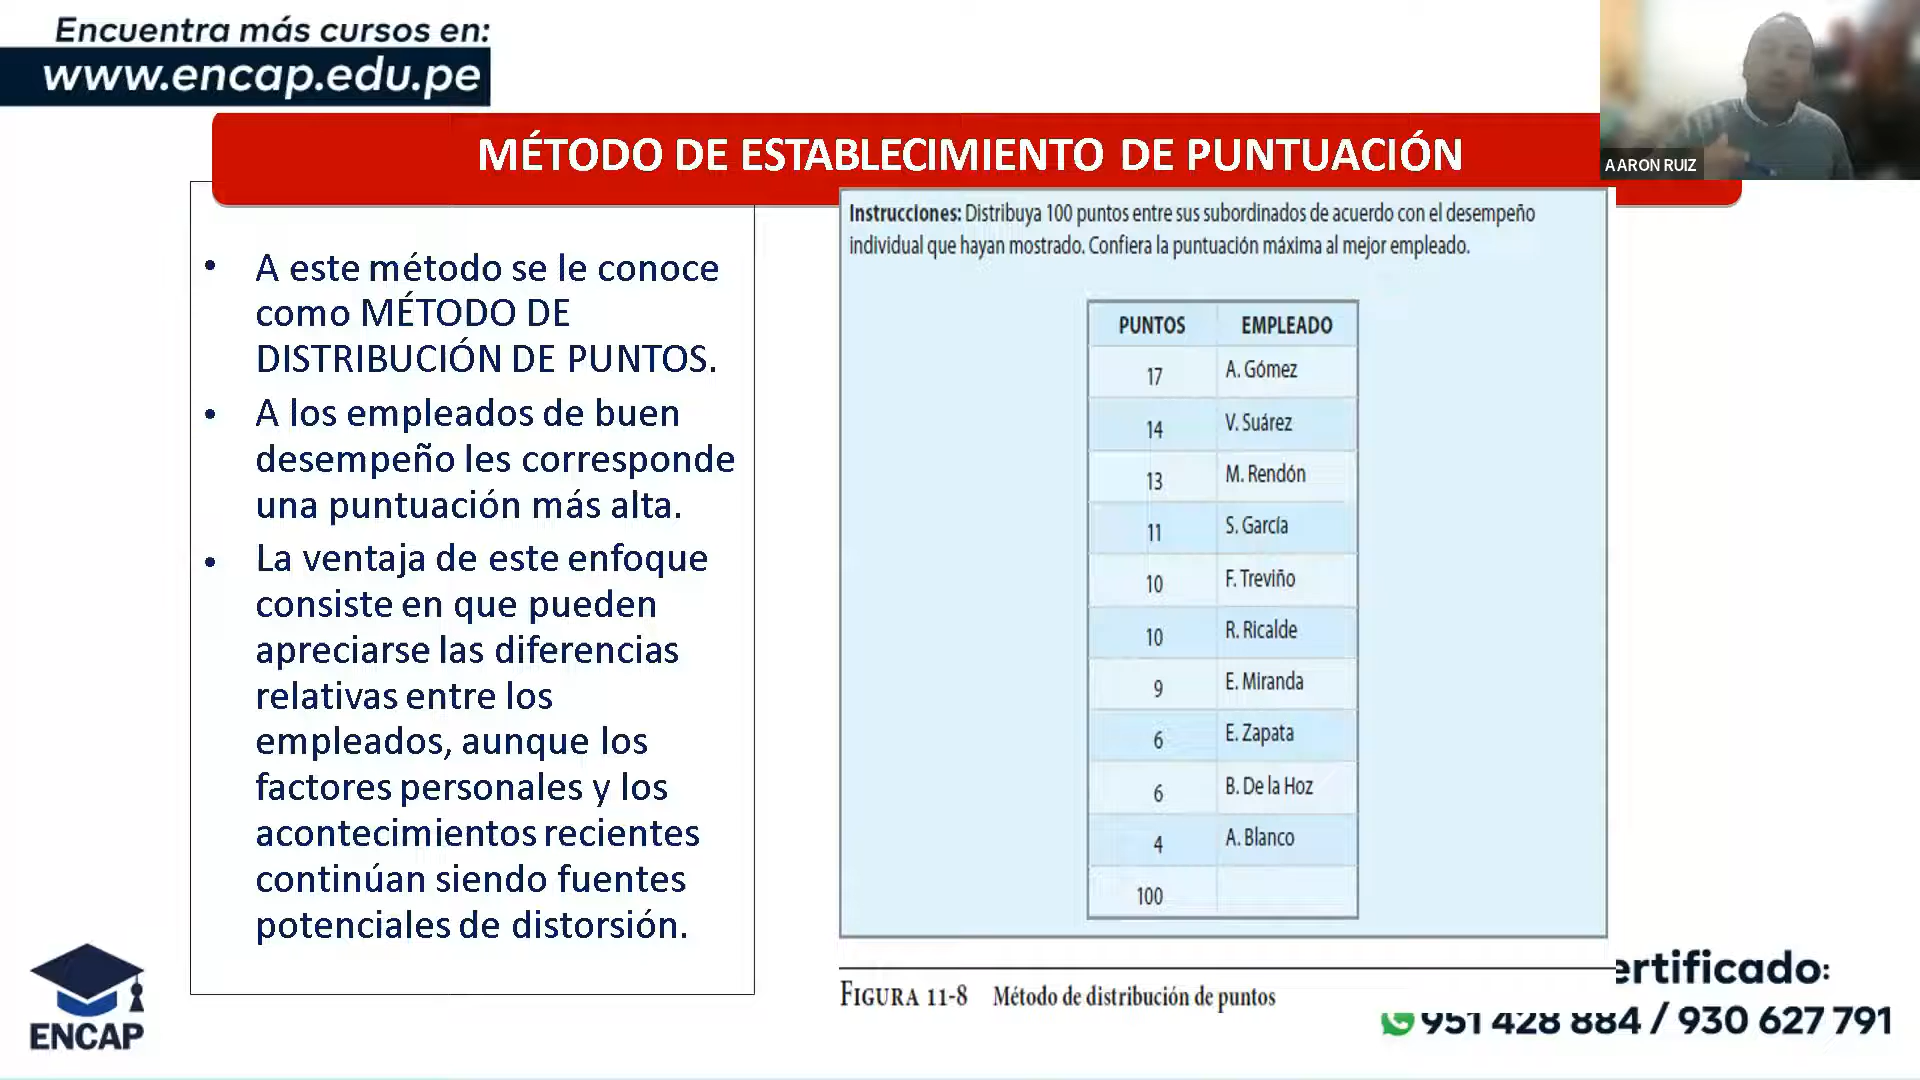 Encuentra más cursos en:
www.encap.edu.pe
MÉTODO DE ESTABLECIMIENTO DE PUNTUACIÓN
AARON RUIZ
• A este método se le conoce
como MÉTODO DE
DISTRIBUCIÓN DE PUNTOS.
• A los empleados de buen
desempeño les corresponde
una puntuación más alta.
• La ventaja de este enfoque
consiste en que pueden
apreciarse las diferencias
relativas entre los
empleados, aunque los
factores personales y los
acontecimientos recientes
continúan siendo fuentes
potenciales de distorsión.
Instrucciones: Distribuya 100 puntos entre sus subordinados de acuerdo con el desempeño
individual que hayan mostrado. Confiera la puntuación máxima al mejor empleado.
PUNTOS EMPLEADO
17 A. Gómez
14 V. Suárez
13 M. Rendón
11 S. García
10 F. Treviño
10 R. Ricalde
9 E. Miranda
6 E. Zapata
6 B. De la Hoz
4 A. Blanco
100
FIGURA 11-8 Método de distribución de puntos
ertificado:
951 428 884 / 930 627 791
ENCAP